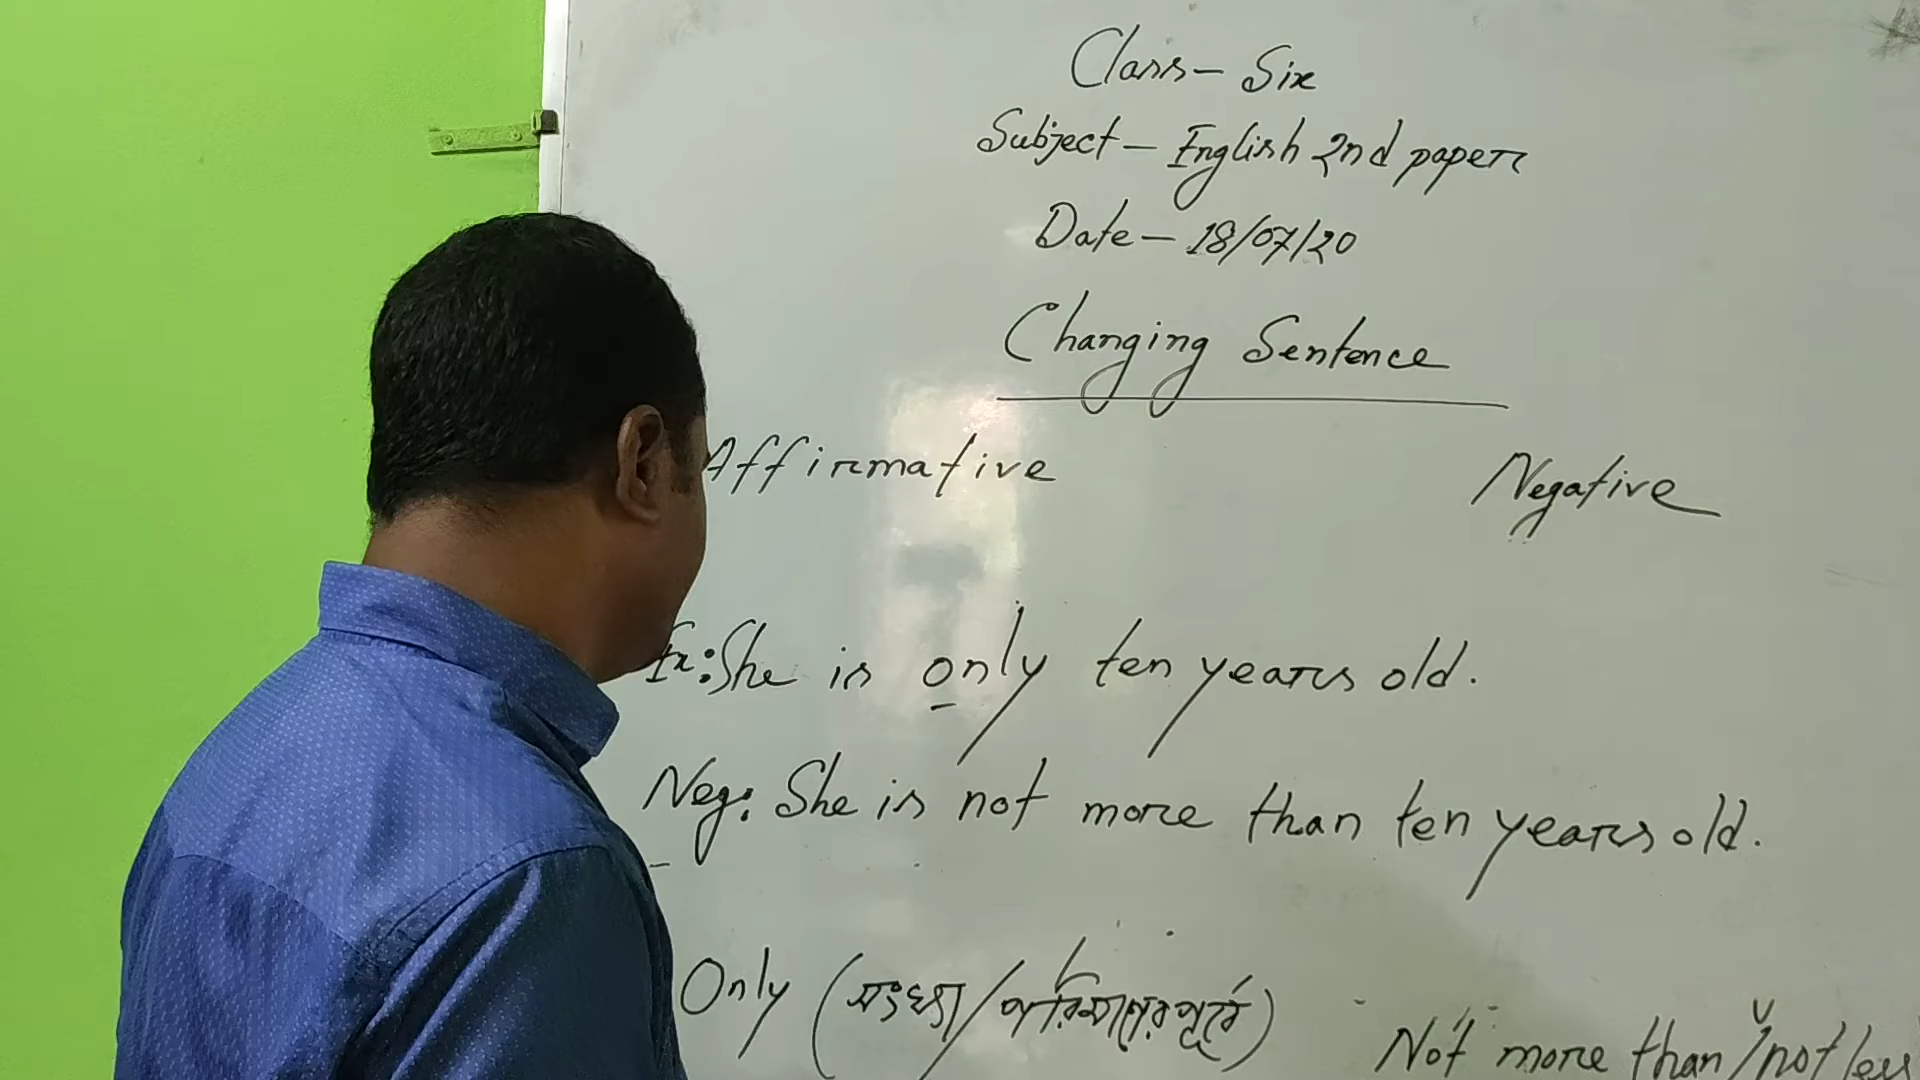 Class- Six
Subject- English 2nd paper
Date- 18/07/20
Changing Sentence
Affirmative Negative
Ex: She is only ten years old.
Neg: She is not more than ten years old.
Only (সংখ্যা/পরিমাণের পূর্বে) Not more than/not less